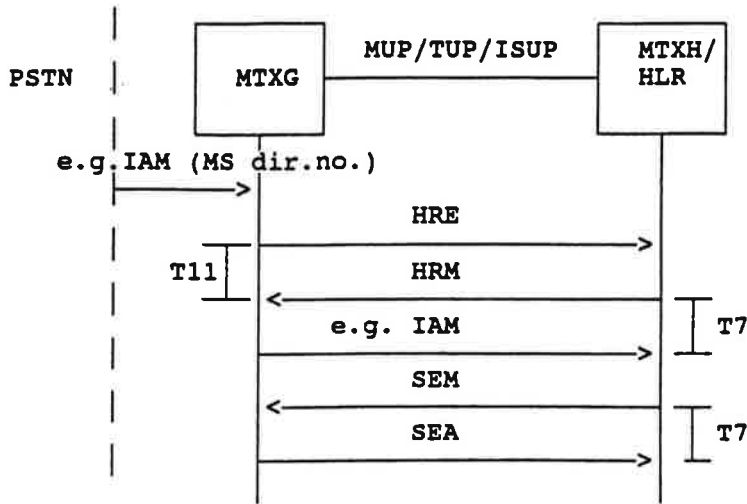 MUP/TUP/ISUP
PSTN
MTXG
MTXH/
HLR
e.g.IAM (MS dir.no.)
HRE
T11
HRM
e.g. IAM
T7
SEM
SEA
T7